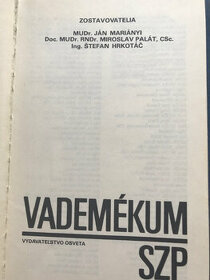 ZOSTAVOVATELIA
MUDr. JÁN MARIÁNYI
Doc. MUDr. RNDr. MIROSLAV PALÁT, CSc.
Ing. ŠTEFAN HRKOTÁČ
VADEMÉKUM
VYDAVATEĽSTVO OSVETA
SZP